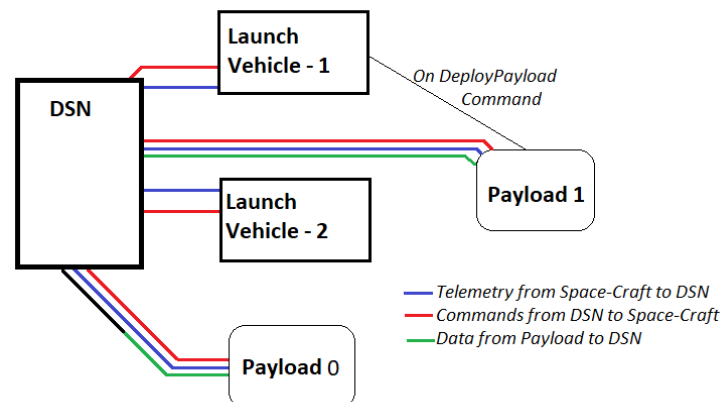 Launch
Vehicle - 1
On DeployPayload
Command
DSN
Payload 1
Launch
Vehicle - 2
Telemetry from Space-Craft to DSN
Commands from DSN to Space-Craft
Data from Payload to DSN
Payload 0